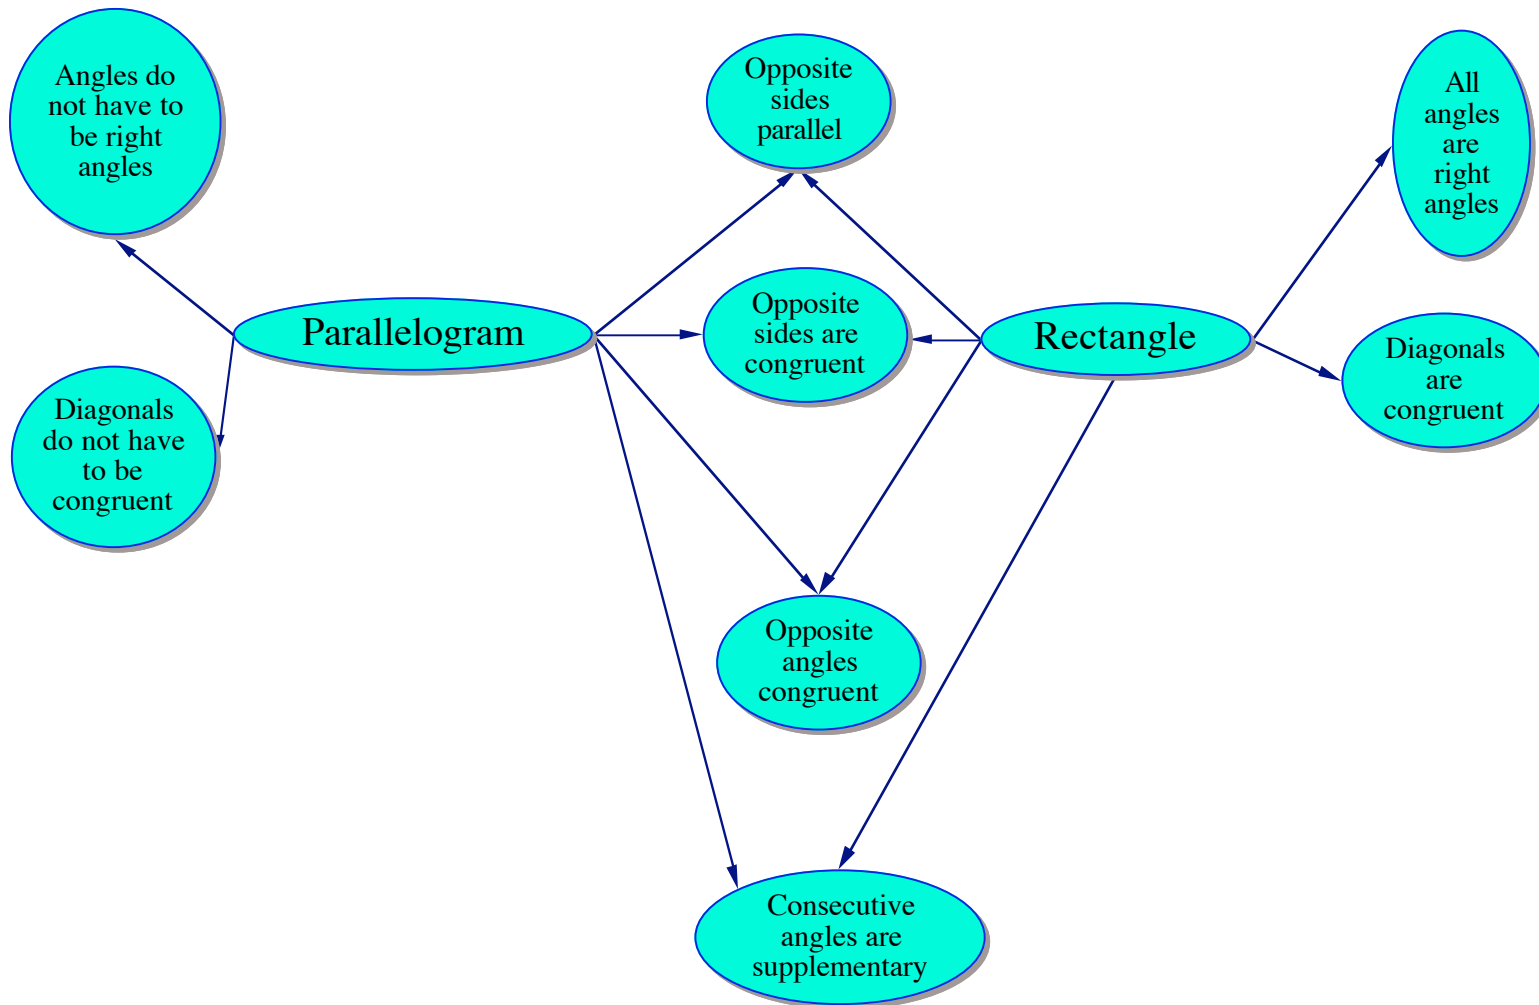 Angles do
not have to
be right
angles
Opposite
sides
parallel
All
angles
are
right
angles
Parallelogram
Opposite
sides are
congruent
Rectangle
Diagonals
are
congruent
Diagonals
do not have
to be
congruent
Opposite
angles
congruent
Consecutive
angles are
supplementary